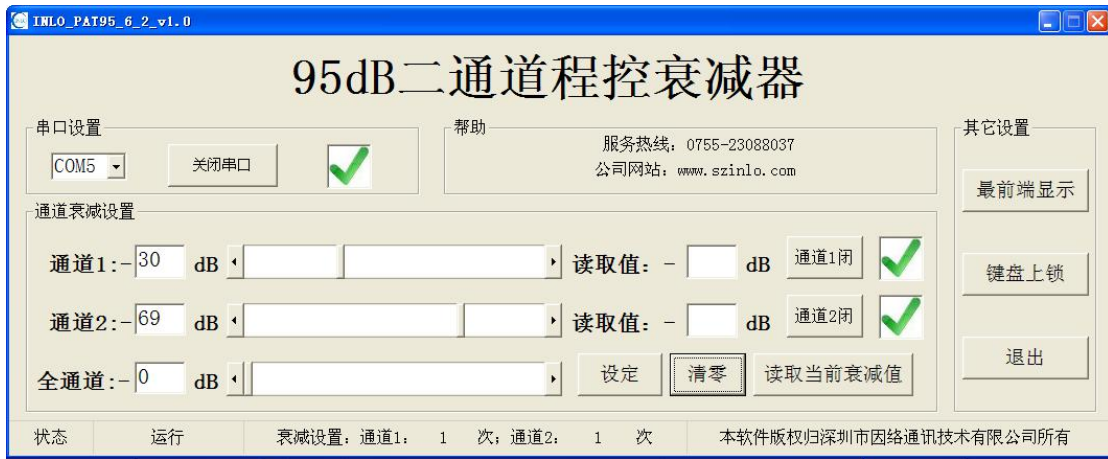 INLO_PAT95_6_2_v1.0
95dB二通道程控衰减器
串口设置
COM5
关闭串口
帮助
服务热线：0755-23088037
公司网站：www.szinlo.com
其它设置
最前端显示
键盘上锁
退出
通道衰减设置
通道1:-30 dB 读取值：- dB 通道1闭
通道2:-69 dB 读取值：- dB 通道2闭
全通道:-0 dB 设定 清零 读取当前衰减值
状态 运行 衰减设置：通道1： 1 次；通道2： 1 次 本软件版权归深圳市因络通讯技术有限公司所有